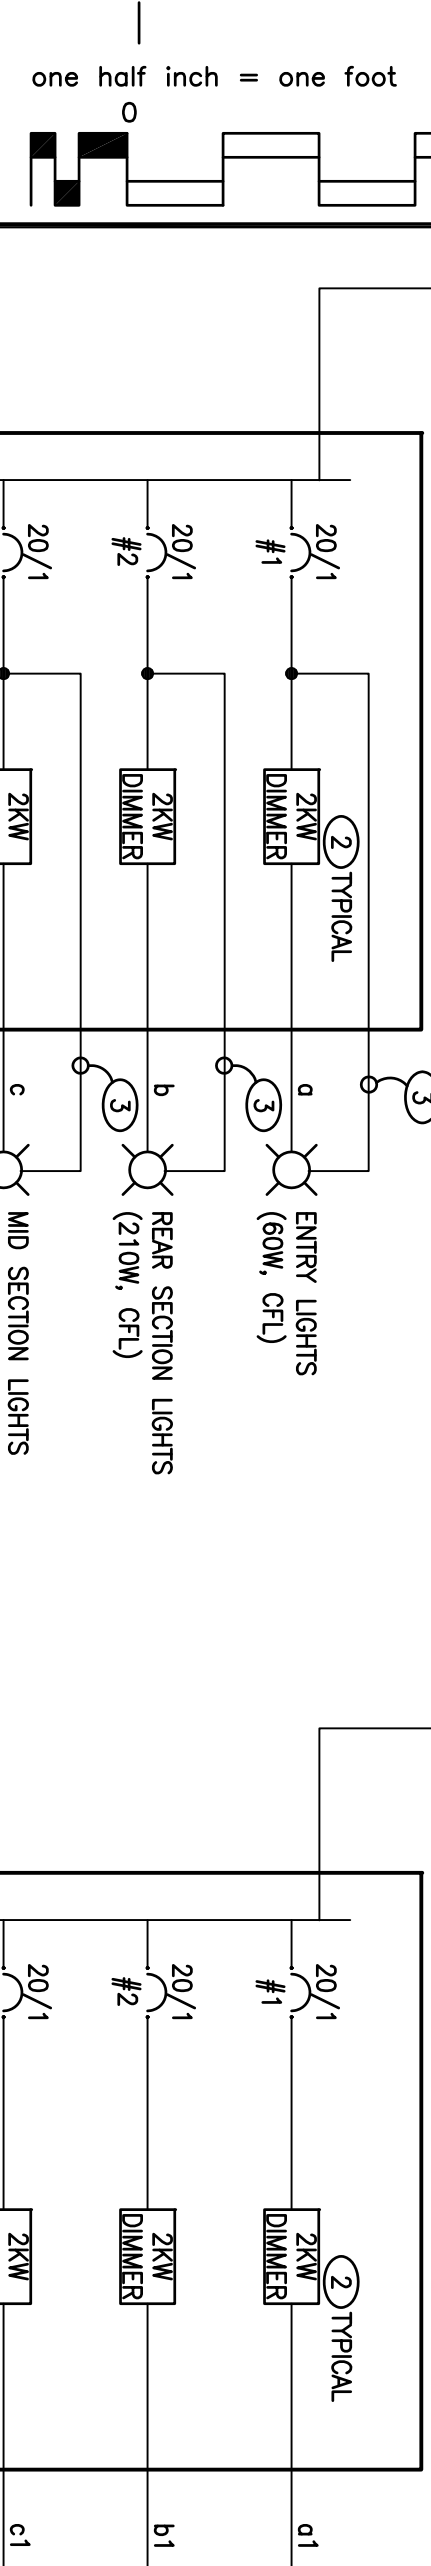 one half inch = one foot
0
20/1
#1
2KW
DIMMER
2 TYPICAL
3
a
ENTRY LIGHTS
(60W, CFL)
20/1
#2
2KW
DIMMER
3
b
REAR SECTION LIGHTS
(210W, CFL)
20/1
2KW
3
c
MID SECTION LIGHTS
20/1
#1
2KW
DIMMER
2 TYPICAL
a1
20/1
#2
2KW
DIMMER
b1
20/1
2KW
c1